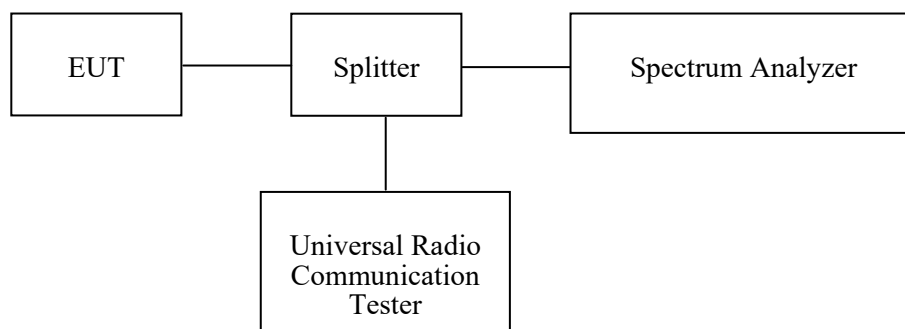 EUT
Splitter
Spectrum Analyzer
Universal Radio
Communication
Tester